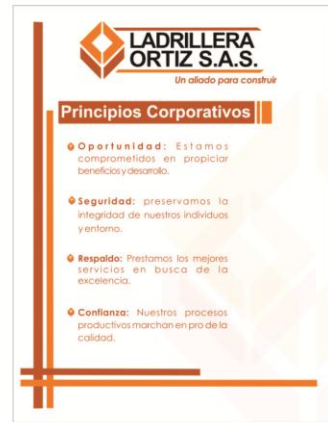 LADRILLERA
ORTIZ S.A.S.
Un aliado para construir
Principios Corporativos
Oportunidad: Estamos
comprometidos en propiciar
beneficios y desarrollo.
Seguridad: preservamos la
integridad de nuestros individuos
y entorno.
Respaldo: Prestamos los mejores
servicios en busca de la
excelencia.
Confianza: Nuestros procesos
productivos marchan en pro de la
calidad.